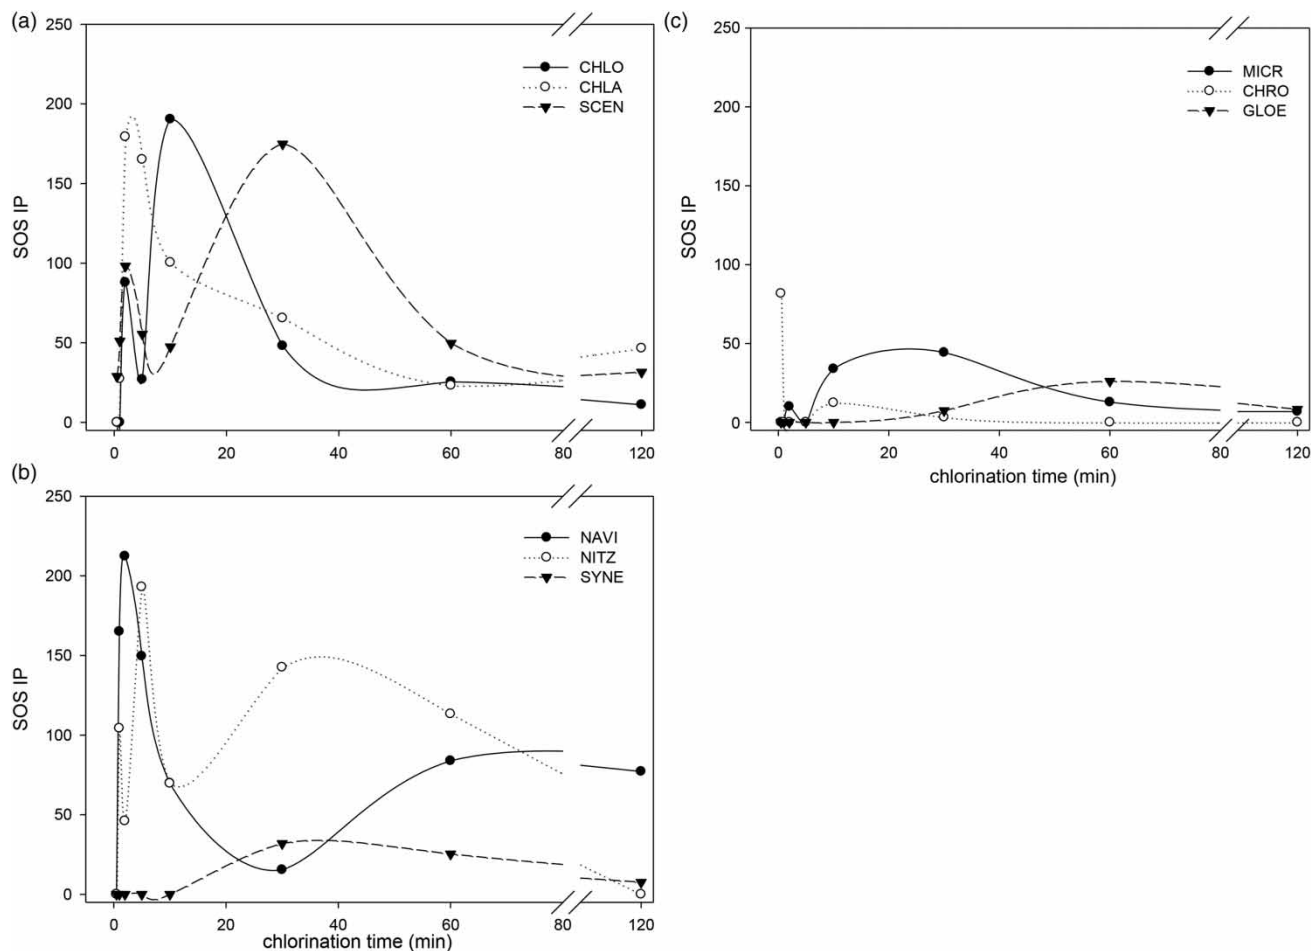 (a)
250
200
150
100
50
0
SOS IP
CHLO
CHLA
SCEN
0 20 40 60 80 120
(b)
250
200
150
100
50
0
SOS IP
NAVI
NITZ
SYNE
0 20 40 60 80 120
chlorination time (min)
(c)
250
200
150
100
50
0
SOS IP
MICR
CHRO
GLOE
0 20 40 60 80 120
chlorination time (min)